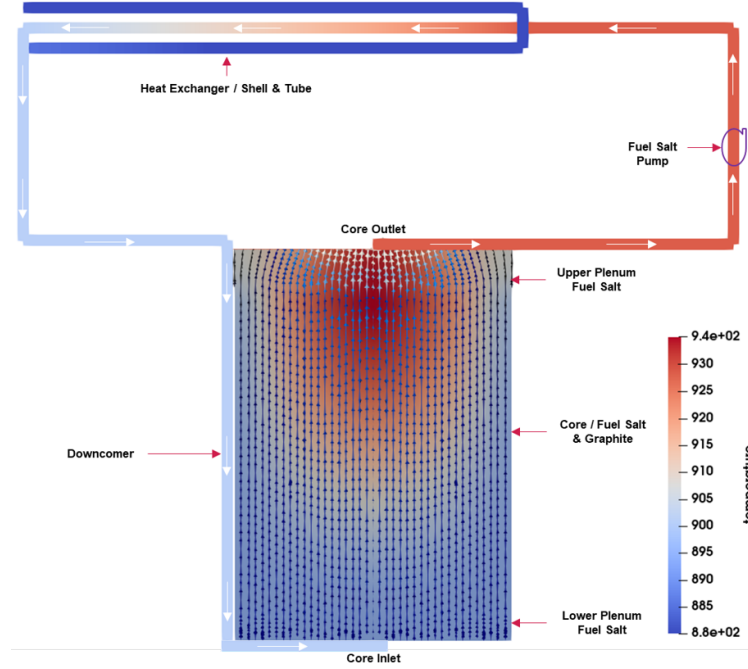 Heat Exchanger / Shell & Tube
Fuel Salt
Pump
Core Outlet
Upper Plenum
Fuel Salt
9.4e+02
930
925
920
915
910
905
900
895
890
885
8.8e+02
temperature
Core / Fuel Salt
& Graphite
Downcomer
Lower Plenum
Fuel Salt
Core Inlet